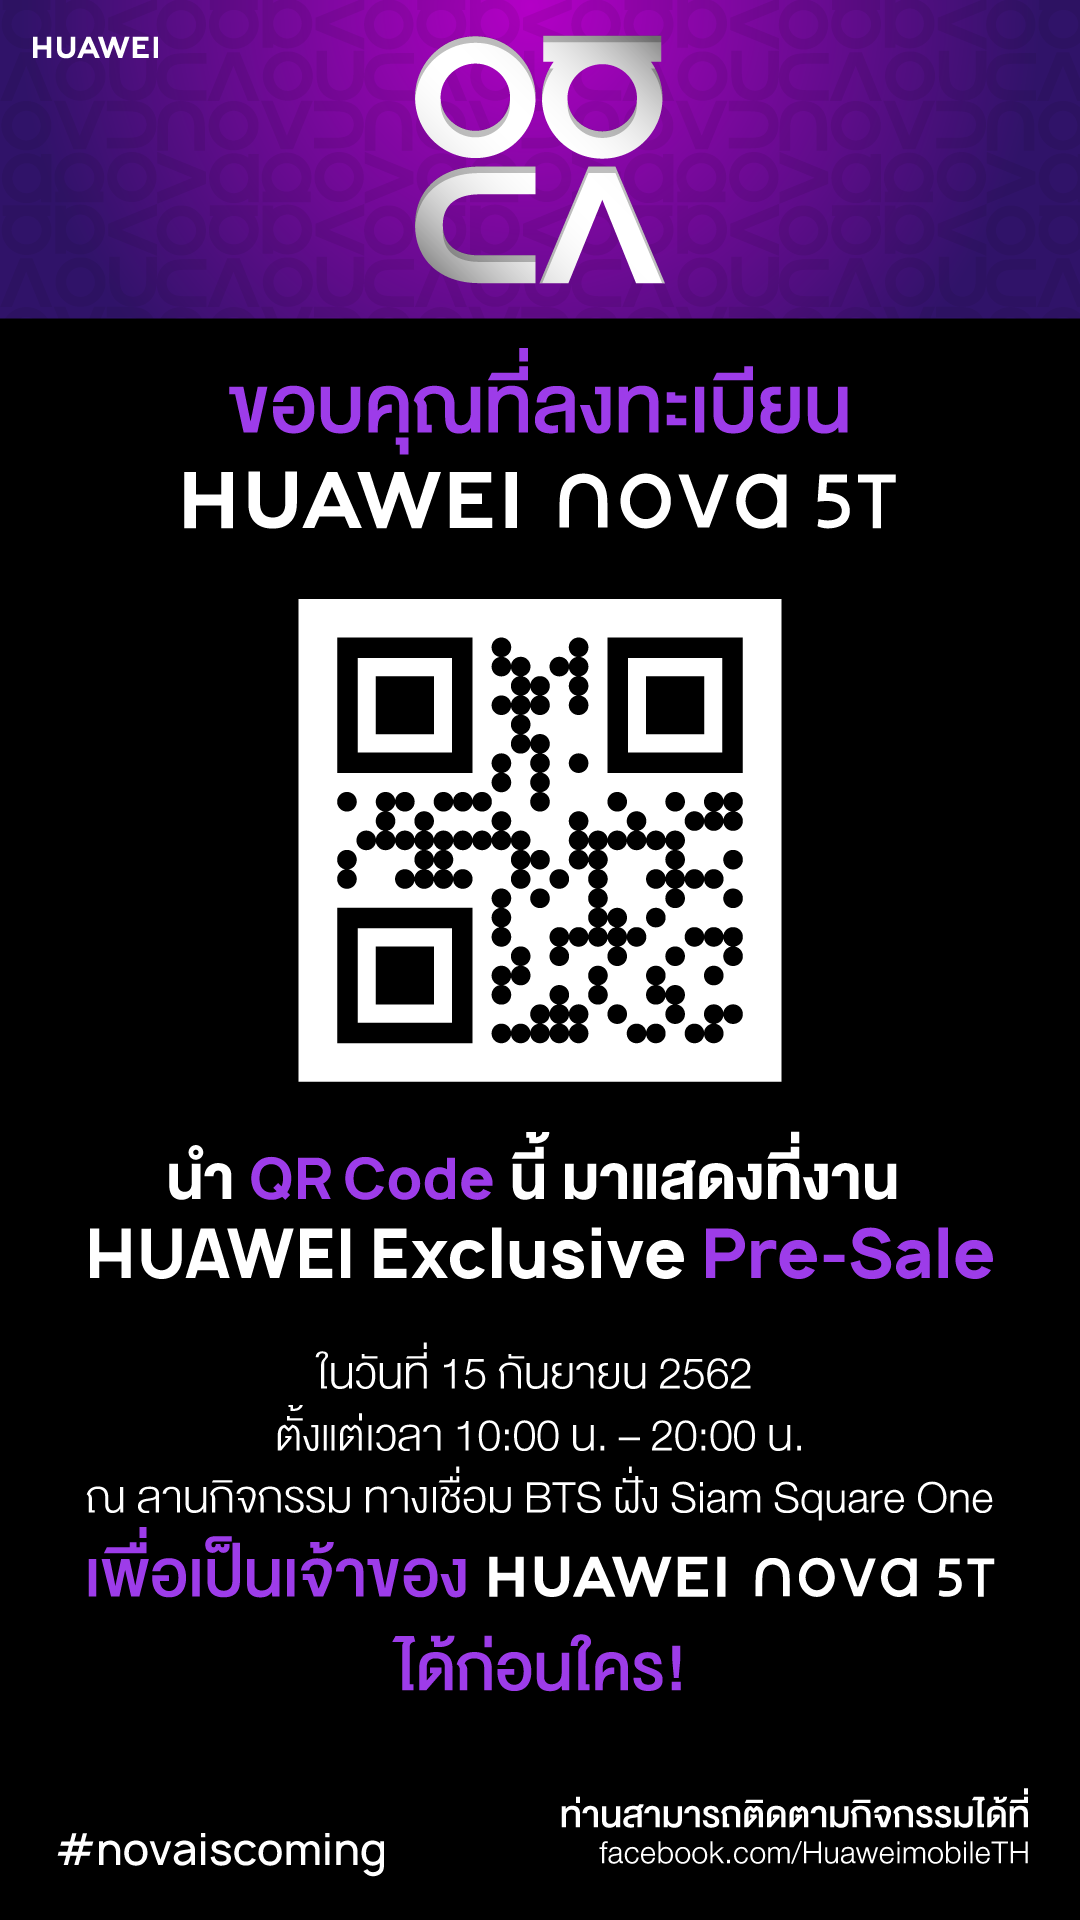 HUAWEI
ขอบคุณที่ลงทะเบียน
HUAWEI nova 5T
นำ QR Code นี้ มาแสดงที่งาน
HUAWEI Exclusive Pre-Sale
ในวันที่ 15 กันยายน 2562
ตั้งแต่เวลา 10:00 น. – 20:00 น.
ณ ลานกิจกรรม ทางเชื่อม BTS ฝั่ง Siam Square One
เพื่อเป็นเจ้าของ HUAWEI nova 5T
ได้ก่อนใคร!
ท่านสามารถติดตามกิจกรรมได้ที่
facebook.com/HuaweimobileTH
#novaiscoming